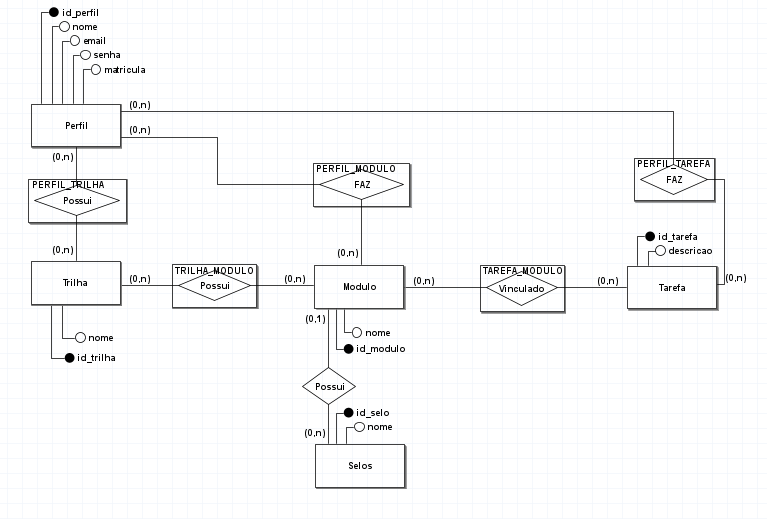 id_perfil
nome
email
senha
matricula
(0,n)
Perfil
(0,n)
(0,n)
PERFIL_MODULO
FAZ
PERFIL_TAREFA
FAZ
PERFIL_TRILHA
Possui
(0,n)
(0,n)
id_tarefa
descricao
Trilha
(0,n)
TRILHA_MODULO
Possui
(0,n)
Modulo
(0,n)
TAREFA_MODULO
Vinculado
(0,n)
Tarefa
(0,n)
(0,1)
nome
id_modulo
nome
id_trilha
Possui
id_selo
nome
(0,n)
Selos